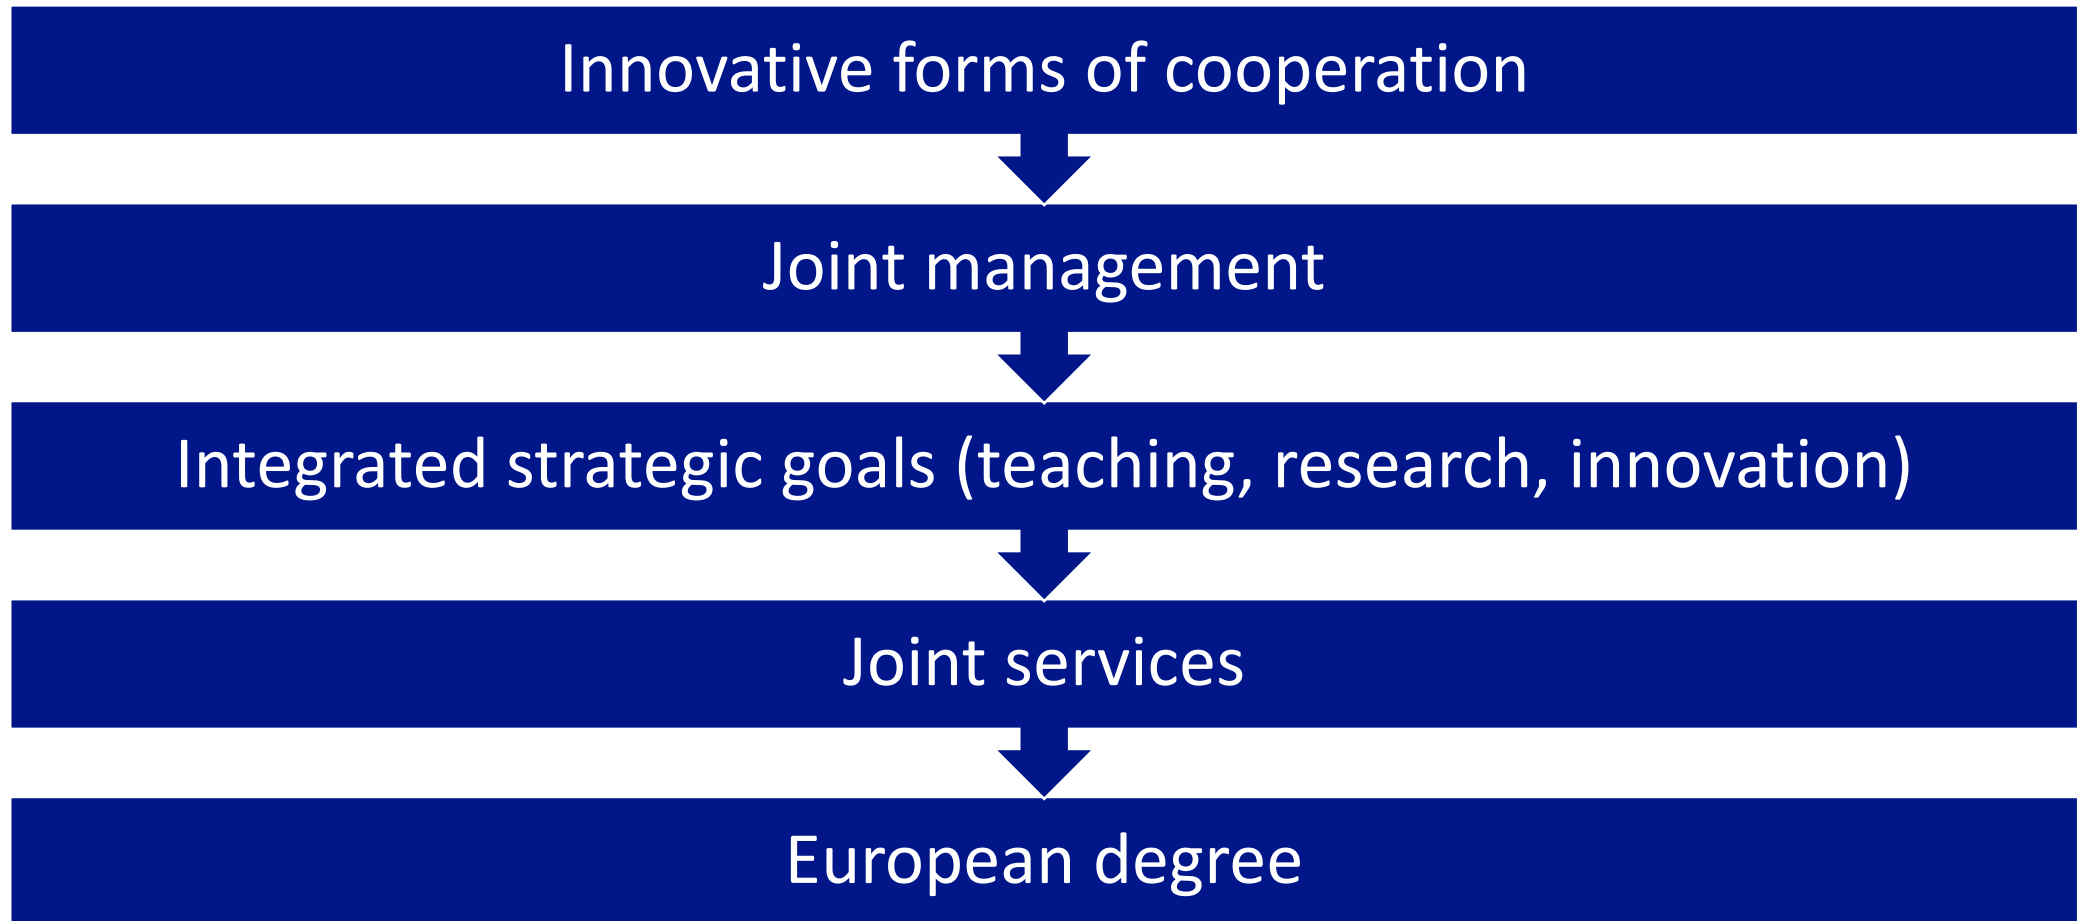 Innovative forms of cooperation
Joint management
Integrated strategic goals (teaching, research, innovation)
Joint services
European degree